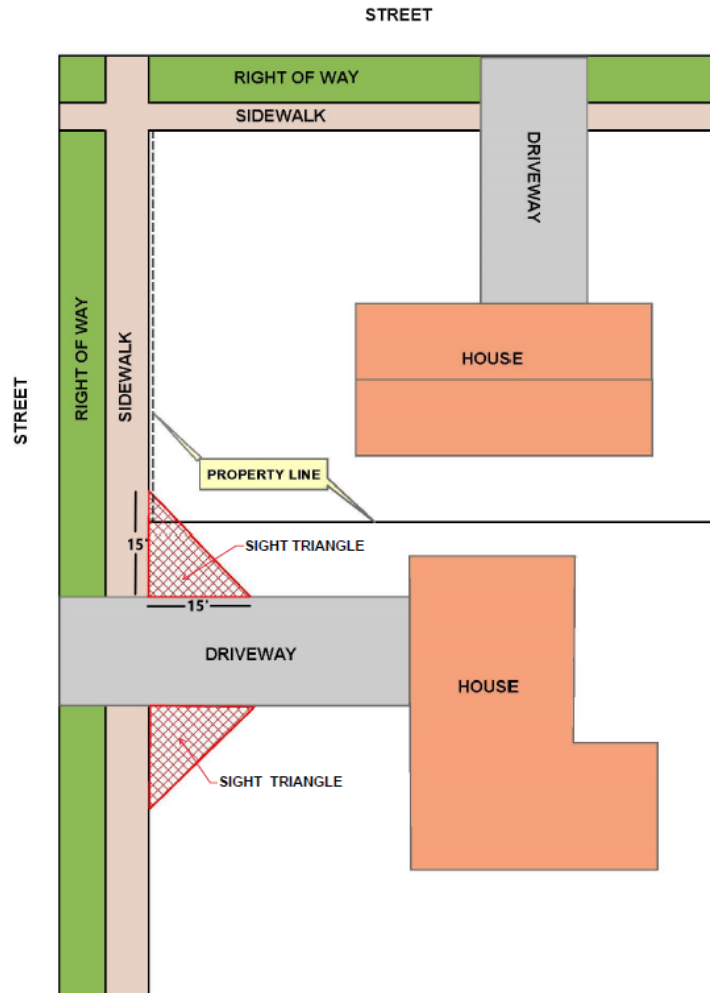 STREET
RIGHT OF WAY
SIDEWALK
DRIVEWAY
RIGHT OF WAY
SIDEWALK
STREET
HOUSE
PROPERTY LINE
15'
SIGHT TRIANGLE
15'
DRIVEWAY
HOUSE
SIGHT TRIANGLE